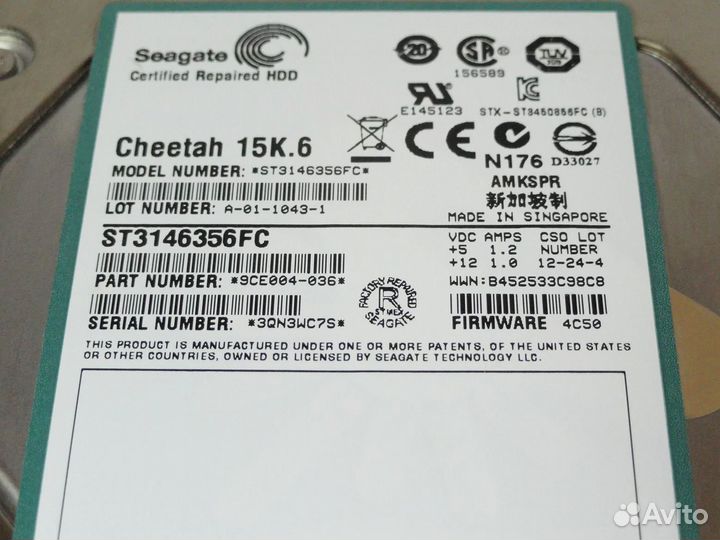 Seagate
Certified Repaired HDD
20
SA
TUV
156589
E145123
STX-ST3450856FC (B)
CE
N176
D33027
Cheetah 15K.6
MODEL NUMBER: *ST3146356FC*
AMKSPR
新加坡制
MADE IN SINGAPORE
LOT NUMBER: A-01-1043-1
ST3146356FC
VDC AMPS CSO LOT
+5 1.2 NUMBER
+12 1.0 12-24-4
PART NUMBER: *9CE004-036*
WWN:B452533C98C8
FACTORY REPAIRED
R
SEAGATE
SERIAL NUMBER: *3QN3WC7S*
FIRMWARE 4C50
THIS PRODUCT IS MANUFACTURED UNDER ONE OR MORE PATENTS, OF THE UNITED STATES
OR OTHER COUNTRIES, OWNED OR LICENSED BY SEAGATE TECHNOLOGY LLC.
Avito